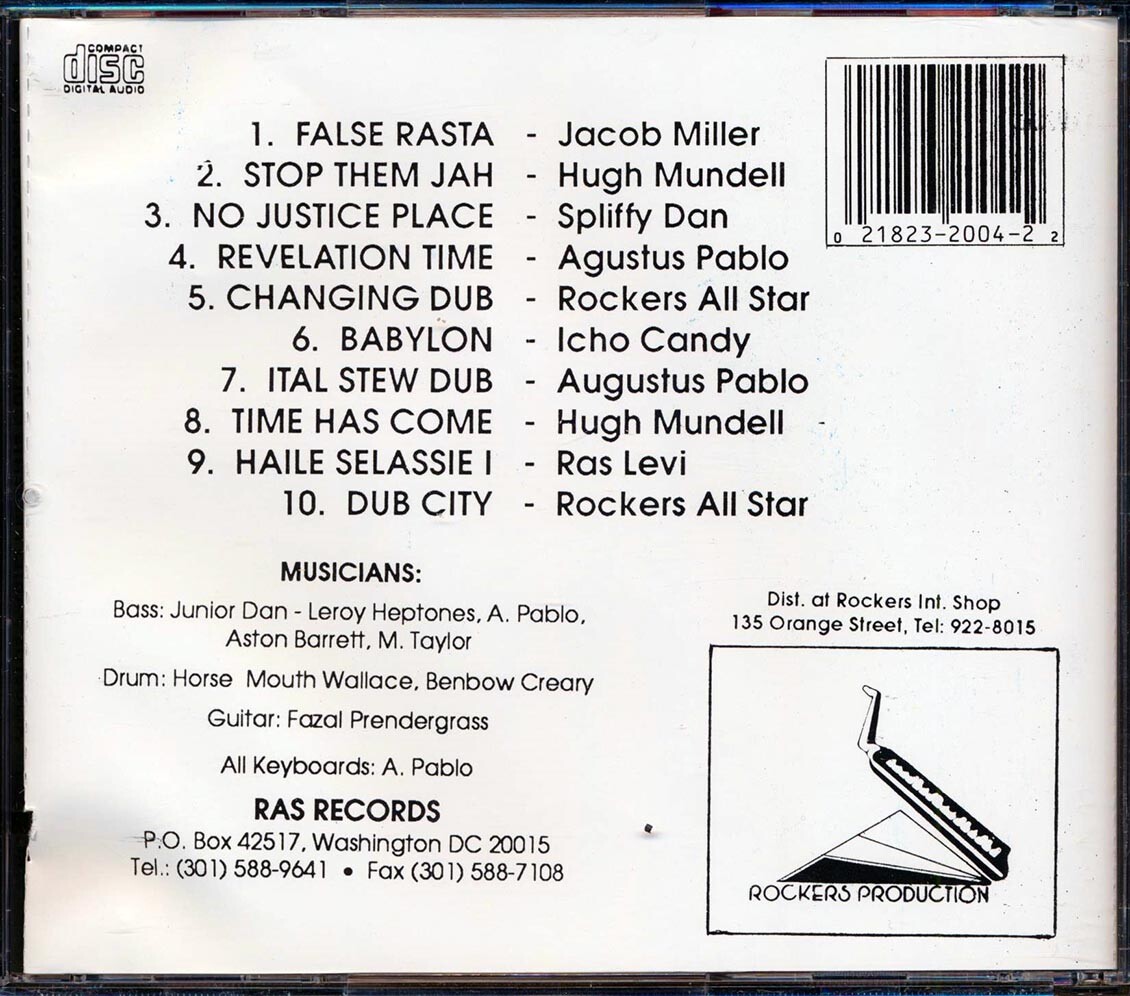 COMPACT
disc
DIGITAL AUDIO
1. FALSE RASTA - Jacob Miller
2. STOP THEM JAH - Hugh Mundell
3. NO JUSTICE PLACE - Spliffy Dan
4. REVELATION TIME - Agustus Pablo
5. CHANGING DUB - Rockers All Star
6. BABYLON - Icho Candy
7. ITAL STEW DUB - Augustus Pablo
8. TIME HAS COME - Hugh Mundell
9. HAILE SELASSIE I - Ras Levi
10. DUB CITY - Rockers All Star
0 21823-2004-2 2
MUSICIANS:
Bass: Junior Dan - Leroy Heptones, A. Pablo,
Aston Barrett, M. Taylor
Drum: Horse Mouth Wallace, Benbow Creary
Guitar: Fazal Prendergrass
All Keyboards: A. Pablo
RAS RECORDS
P.O. Box 42517, Washington DC 20015
Tel.: (301) 588-9641 • Fax (301) 588-7108
Dist. at Rockers Int. Shop
135 Orange Street, Tel: 922-8015
ROCKERS PRODUCTION